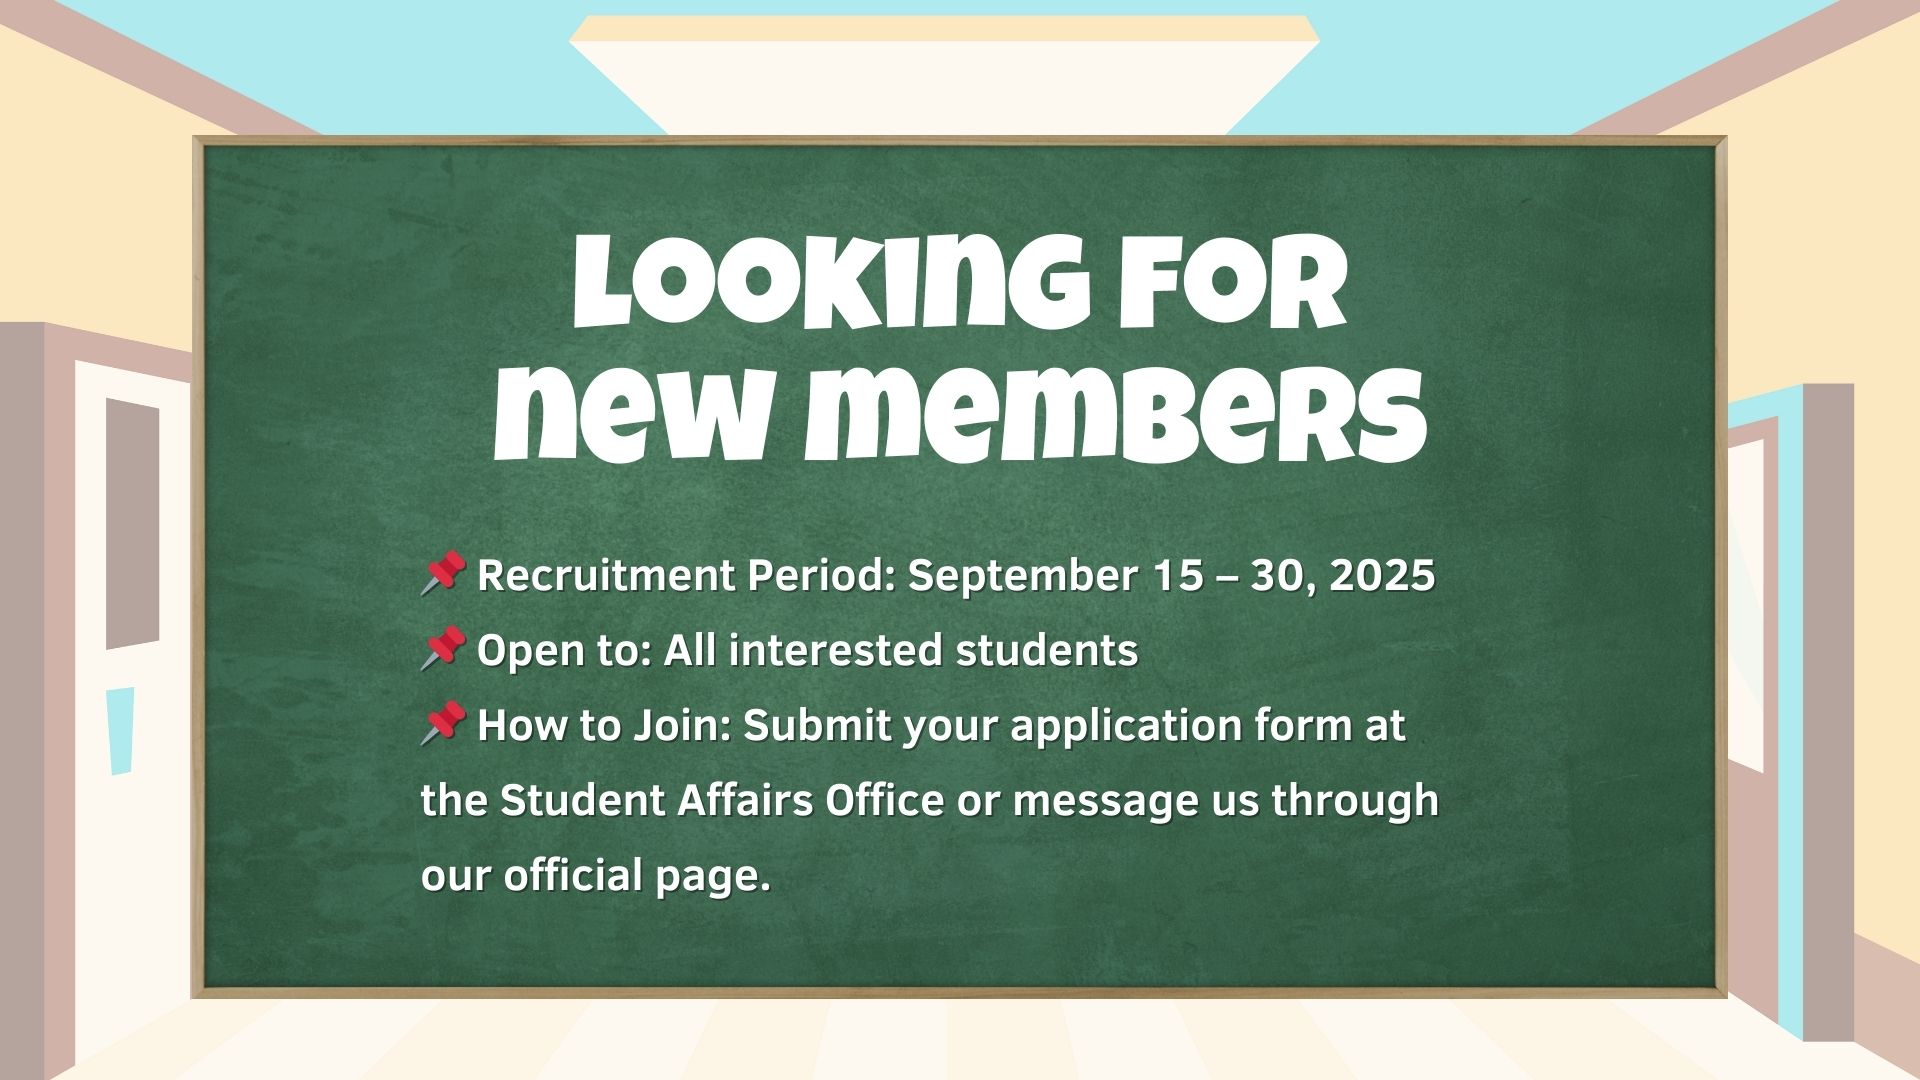 LOOKING FOR
new members
📌 Recruitment Period: September 15 – 30, 2025
📌 Open to: All interested students
📌 How to Join: Submit your application form at
the Student Affairs Office or message us through
our official page.